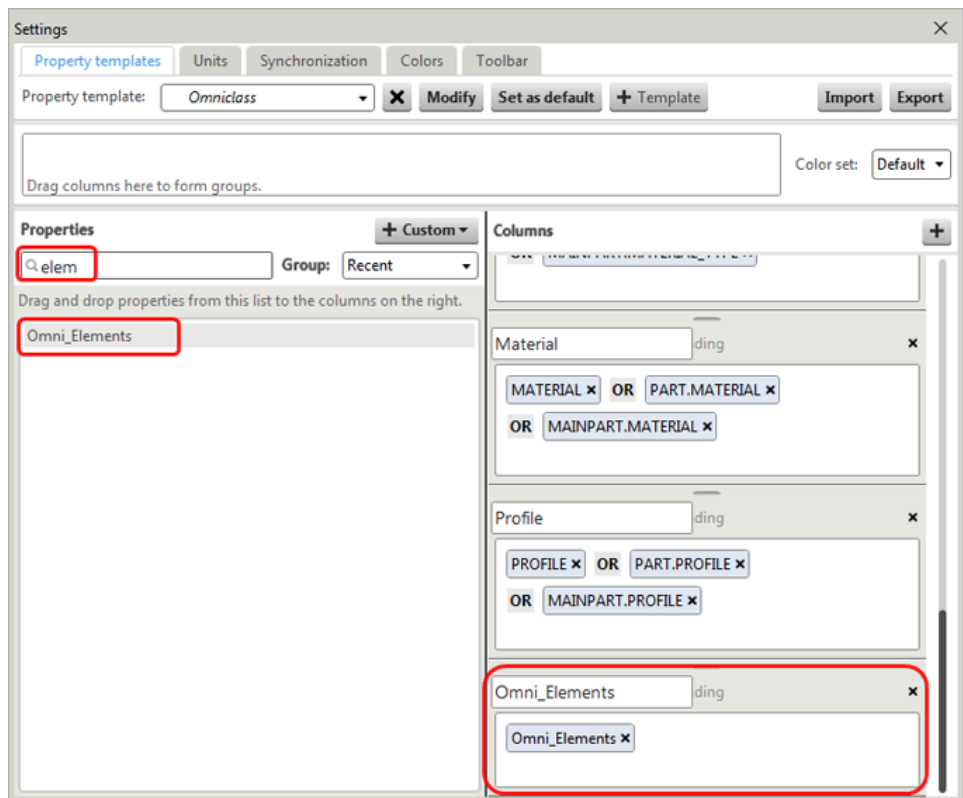 Settings
Property templates Units Synchronization Colors Toolbar
Property template: Omniclass Modify Set as default + Template Import Export
Drag columns here to form groups.
Color set: Default
Properties + Custom
elem Group: Recent
Drag and drop properties from this list to the columns on the right.
Omni_Elements
Columns +
OR MAINPART.MATERIAL_TYPE
Material ding
MATERIAL × OR PART.MATERIAL ×
OR MAINPART.MATERIAL ×
Profile ding
PROFILE × OR PART.PROFILE ×
OR MAINPART.PROFILE ×
Omni_Elements ding
Omni_Elements ×